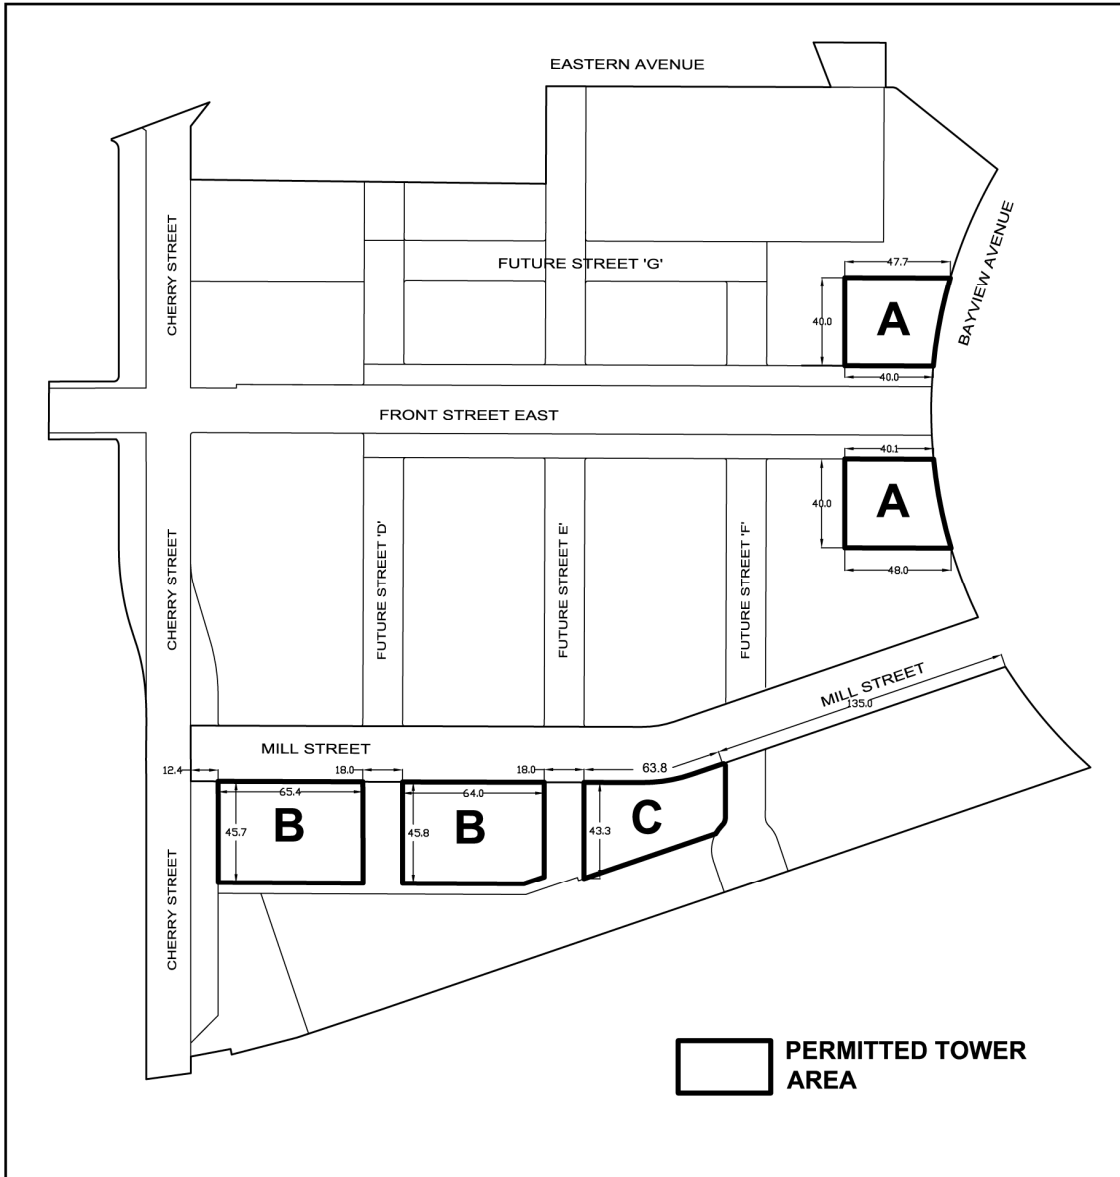 EASTERN AVENUE
CHERRY STREET
BAYVIEW AVENUE
FUTURE STREET 'G'
47.7
40.0
A
40.0
FRONT STREET EAST
40.1
40.0
A
48.0
CHERRY STREET
FUTURE STREET 'D'
FUTURE STREET E'
FUTURE STREET 'F'
MILL STREET
135.0
MILL STREET
12.4
18.0
18.0
63.8
65.4
64.0
45.7
B
45.8
B
43.3
C
CHERRY STREET
PERMITTED TOWER
AREA